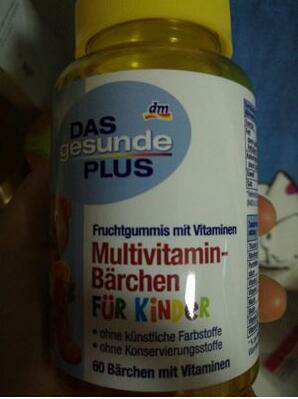 dm
DAS
gesunde
PLUS
Fruchtgummis mit Vitaminen
Multivitamin-
Bärchen
FÜR KiNDER
• ohne künstliche Farbstoffe
• ohne Konservierungsstoffe
60 Bärchen mit Vitaminen